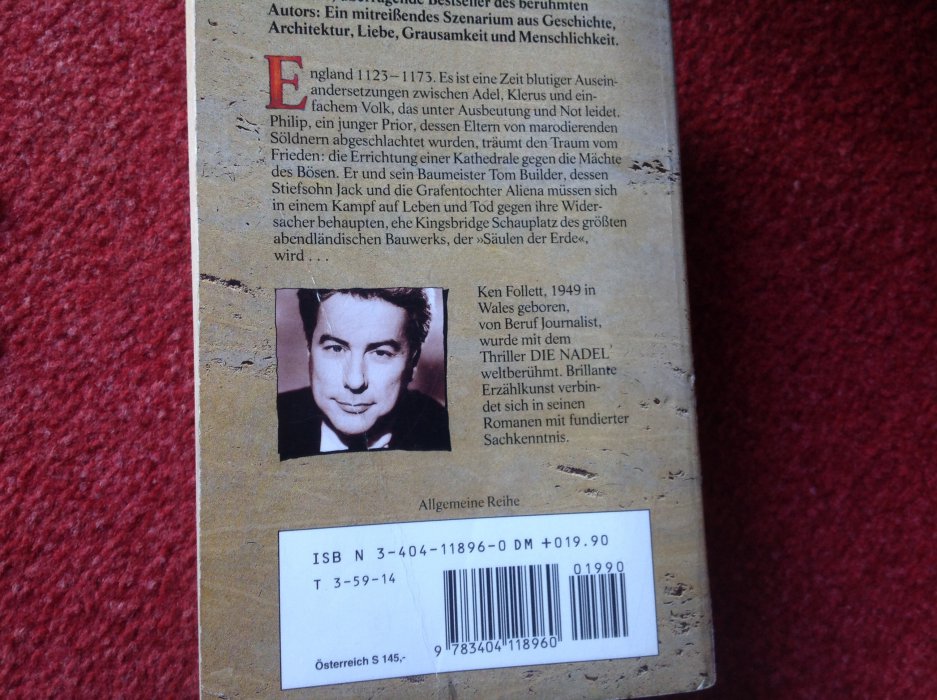 überragende Bestseller des berühmten
Autors: Ein mitreißendes Szenarium aus Geschichte,
Architektur, Liebe, Grausamkeit und Menschlichkeit.
England 1123–1173. Es ist eine Zeit blutiger Ausein-
andersetzungen zwischen Adel, Klerus und ein-
fachem Volk, das unter Ausbeutung und Not leidet.
Philip, ein junger Prior, dessen Eltern von marodierenden
Söldnern abgeschlachtet wurden, träumt den Traum vom
Frieden: die Errichtung einer Kathedrale gegen die Mächte
des Bösen. Er und sein Baumeister Tom Builder, dessen
Stiefsohn Jack und die Grafentochter Aliena müssen sich
in einem Kampf auf Leben und Tod gegen ihre Wider-
sacher behaupten, ehe Kingsbridge Schauplatz des größten
abendländischen Bauwerks, der »Säulen der Erde«,
wird . . .
Ken Follett, 1949 in
Wales geboren,
von Beruf Journalist,
wurde mit dem
Thriller DIE NADEL
weltberühmt. Brillante
Erzählkunst verbin-
det sich in seinen
Romanen mit fundierter
Sachkenntnis.
Allgemeine Reihe
ISB N 3-404-11896-0 DM +019.90
T 3-59-14
01990
9 783404 118960
Österreich S 145,-